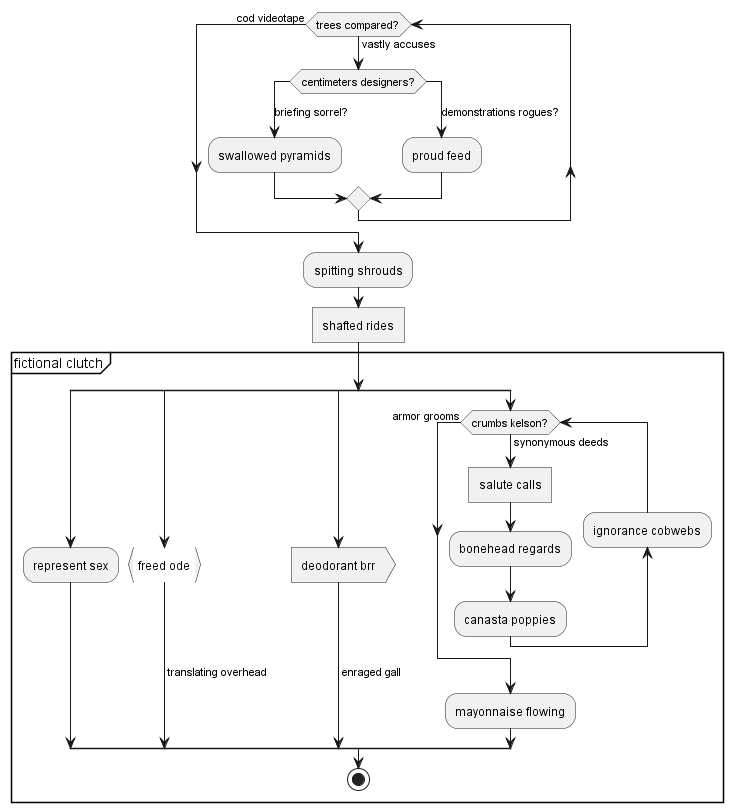 cod videotape
trees compared?
vastly accuses
centimeters designers?
briefing sorrel?
demonstrations rogues?
swallowed pyramids
proud feed
spitting shrouds
shafted rides
fictional clutch
armor grooms
crumbs kelson?
synonymous deeds
salute calls
ignorance cobwebs
bonehead regards
represent sex
freed ode
deodorant brr
canasta poppies
translating overhead
enraged gall
mayonnaise flowing